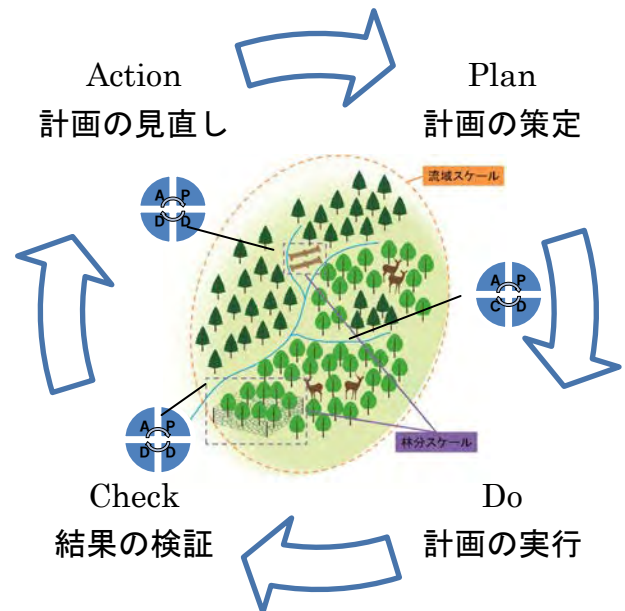 Action
計画の見直し
Plan
計画の策定
流域スケール
A P
D D
A P
C D
A P
D D
林分スケール
Check
結果の検証
Do
計画の実行